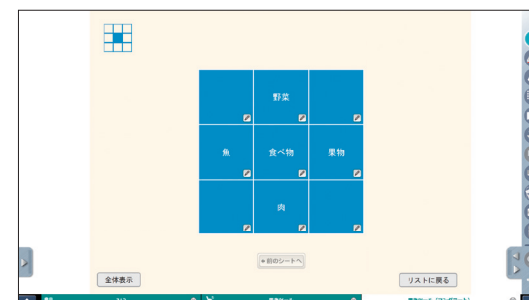 野菜
魚 食べ物 果物
肉
前のシートへ
全体表示 リストに戻る